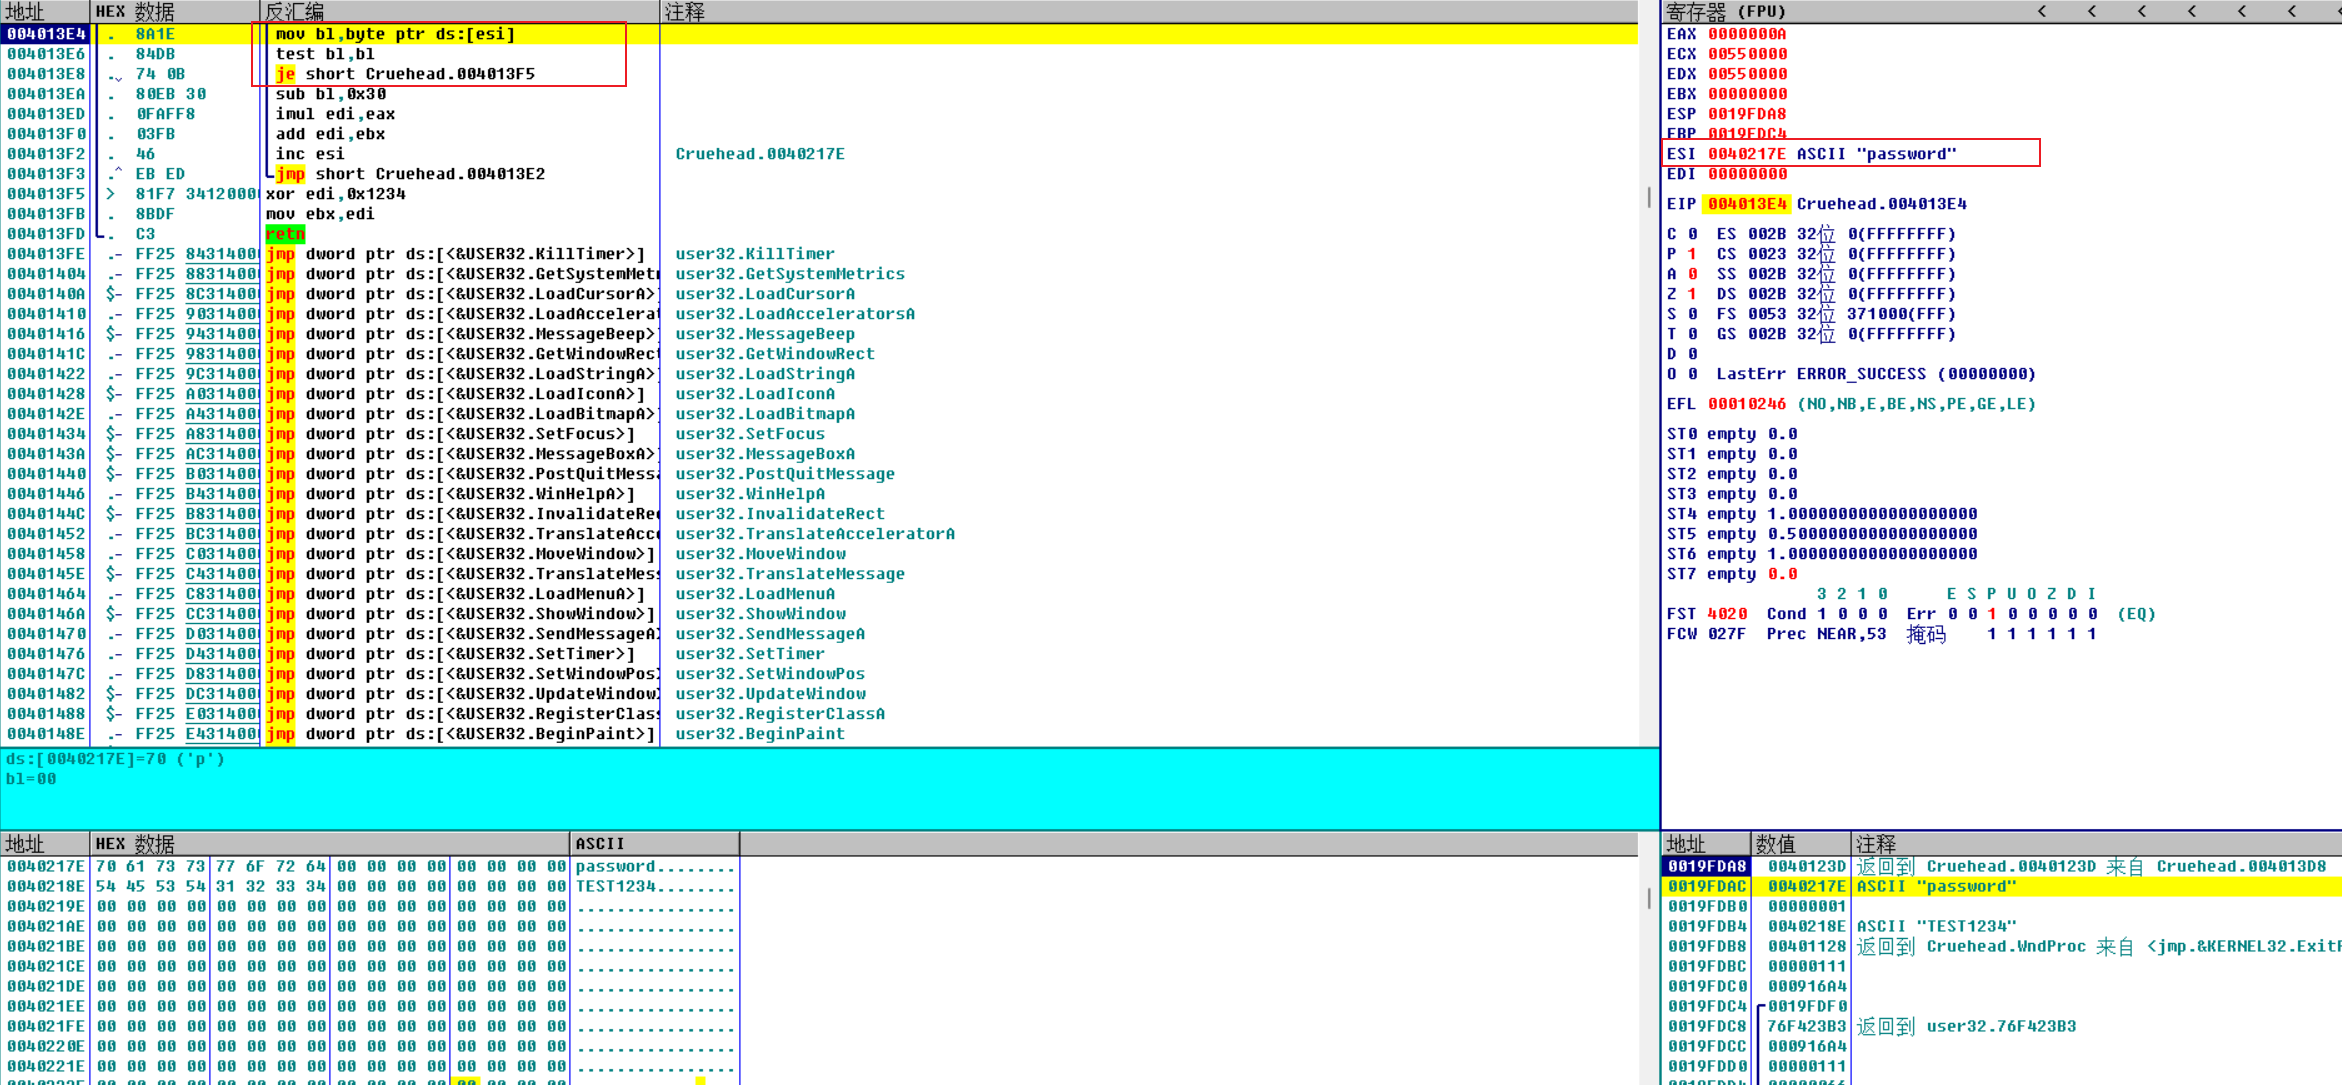 地址 HEX 数据 反汇编 注释
004013E4 . 8A1E mov bl,byte ptr ds:[esi]
004013E6 . 84DB test bl,bl
004013E8 .⌄ 74 0B je short Cruehead.004013F5
004013EA . 80EB 30 sub bl,0x30
004013ED . 0FAFF8 imul edi,eax
004013F0 . 03FB add edi,ebx
004013F2 . 46 inc esi Cruehead.0040217E
004013F3 .^ EB ED jmp short Cruehead.004013E2
004013F5 > 81F7 34120000 xor edi,0x1234
004013FB . 8BDF mov ebx,edi
004013FD . C3 retn
004013FE .- FF25 84314000 jmp dword ptr ds:[<&USER32.KillTimer>] user32.KillTimer
00401404 .- FF25 88314000 jmp dword ptr ds:[<&USER32.GetSystemMetr user32.GetSystemMetrics
0040140A $- FF25 8C314000 jmp dword ptr ds:[<&USER32.LoadCursorA>] user32.LoadCursorA
00401410 .- FF25 90314000 jmp dword ptr ds:[<&USER32.LoadAccelerat user32.LoadAcceleratorsA
00401416 $- FF25 94314000 jmp dword ptr ds:[<&USER32.MessageBeep>] user32.MessageBeep
0040141C .- FF25 98314000 jmp dword ptr ds:[<&USER32.GetWindowRect user32.GetWindowRect
00401422 .- FF25 9C314000 jmp dword ptr ds:[<&USER32.LoadStringA>] user32.LoadStringA
00401428 $- FF25 A0314000 jmp dword ptr ds:[<&USER32.LoadIconA>] user32.LoadIconA
0040142E .- FF25 A4314000 jmp dword ptr ds:[<&USER32.LoadBitmapA>] user32.LoadBitmapA
00401434 $- FF25 A8314000 jmp dword ptr ds:[<&USER32.SetFocus>] user32.SetFocus
0040143A $- FF25 AC314000 jmp dword ptr ds:[<&USER32.MessageBoxA>] user32.MessageBoxA
00401440 $- FF25 B0314000 jmp dword ptr ds:[<&USER32.PostQuitMessa user32.PostQuitMessage
00401446 .- FF25 B4314000 jmp dword ptr ds:[<&USER32.WinHelpA>] user32.WinHelpA
0040144C $- FF25 B8314000 jmp dword ptr ds:[<&USER32.InvalidateRec user32.InvalidateRect
00401452 .- FF25 BC314000 jmp dword ptr ds:[<&USER32.TranslateAcce user32.TranslateAcceleratorA
00401458 .- FF25 C0314000 jmp dword ptr ds:[<&USER32.MoveWindow>] user32.MoveWindow
0040145E $- FF25 C4314000 jmp dword ptr ds:[<&USER32.TranslateMess user32.TranslateMessage
00401464 .- FF25 C8314000 jmp dword ptr ds:[<&USER32.LoadMenuA>] user32.LoadMenuA
0040146A $- FF25 CC314000 jmp dword ptr ds:[<&USER32.ShowWindow>] user32.ShowWindow
00401470 .- FF25 D0314000 jmp dword ptr ds:[<&USER32.SendMessageA> user32.SendMessageA
00401476 .- FF25 D4314000 jmp dword ptr ds:[<&USER32.SetTimer>] user32.SetTimer
0040147C .- FF25 D8314000 jmp dword ptr ds:[<&USER32.SetWindowPos> user32.SetWindowPos
00401482 $- FF25 DC314000 jmp dword ptr ds:[<&USER32.UpdateWindow> user32.UpdateWindow
00401488 $- FF25 E0314000 jmp dword ptr ds:[<&USER32.RegisterClass user32.RegisterClassA
0040148E .- FF25 E4314000 jmp dword ptr ds:[<&USER32.BeginPaint>] user32.BeginPaint
ds:[0040217E]=70 ('p')
bl=00
寄存器 (FPU) < < < < < < <
EAX 0000000A
ECX 00550000
EDX 00550000
EBX 00000000
ESP 0019FDA8
EBP 0019FDC4
ESI 0040217E ASCII "password"
EDI 00000000
EIP 004013E4 Cruehead.004013E4
C 0 ES 002B 32位 0(FFFFFFFF)
P 1 CS 0023 32位 0(FFFFFFFF)
A 0 SS 002B 32位 0(FFFFFFFF)
Z 1 DS 002B 32位 0(FFFFFFFF)
S 0 FS 0053 32位 371000(FFF)
T 0 GS 002B 32位 0(FFFFFFFF)
D 0
O 0 LastErr ERROR_SUCCESS (00000000)
EFL 00010246 (NO,NB,E,BE,NS,PE,GE,LE)
ST0 empty 0.0
ST1 empty 0.0
ST2 empty 0.0
ST3 empty 0.0
ST4 empty 1.0000000000000000000
ST5 empty 0.5000000000000000000
ST6 empty 1.0000000000000000000
ST7 empty 0.0
3 2 1 0 E S P U O Z D I
FST 4020 Cond 1 0 0 0 Err 0 0 1 0 0 0 0 0 (EQ)
FCW 027F Prec NEAR,53 掩码 1 1 1 1 1 1
地址 HEX 数据 ASCII
0040217E 70 61 73 73 77 6F 72 64 00 00 00 00 00 00 00 00 password........
0040218E 54 45 53 54 31 32 33 34 00 00 00 00 00 00 00 00 TEST1234........
0040219E 00 00 00 00 00 00 00 00 00 00 00 00 00 00 00 00 ................
004021AE 00 00 00 00 00 00 00 00 00 00 00 00 00 00 00 00 ................
004021BE 00 00 00 00 00 00 00 00 00 00 00 00 00 00 00 00 ................
004021CE 00 00 00 00 00 00 00 00 00 00 00 00 00 00 00 00 ................
004021DE 00 00 00 00 00 00 00 00 00 00 00 00 00 00 00 00 ................
004021EE 00 00 00 00 00 00 00 00 00 00 00 00 00 00 00 00 ................
004021FE 00 00 00 00 00 00 00 00 00 00 00 00 00 00 00 00 ................
0040220E 00 00 00 00 00 00 00 00 00 00 00 00 00 00 00 00 ................
0040221E 00 00 00 00 00 00 00 00 00 00 00 00 00 00 00 00 ................
地址 数值 注释
0019FDA8 0040123D 返回到 Cruehead.0040123D 来自 Cruehead.004013D8
0019FDAC 0040217E ASCII "password"
0019FDB0 00000001
0019FDB4 0040218E ASCII "TEST1234"
0019FDB8 00401128 返回到 Cruehead.WndProc 来自 <jmp.&KERNEL32.ExitP
0019FDBC 00000111
0019FDC0 000916A4
0019FDC4 0019FDF0
0019FDC8 76F423B3 返回到 user32.76F423B3
0019FDCC 000916A4
0019FDD0 00000111